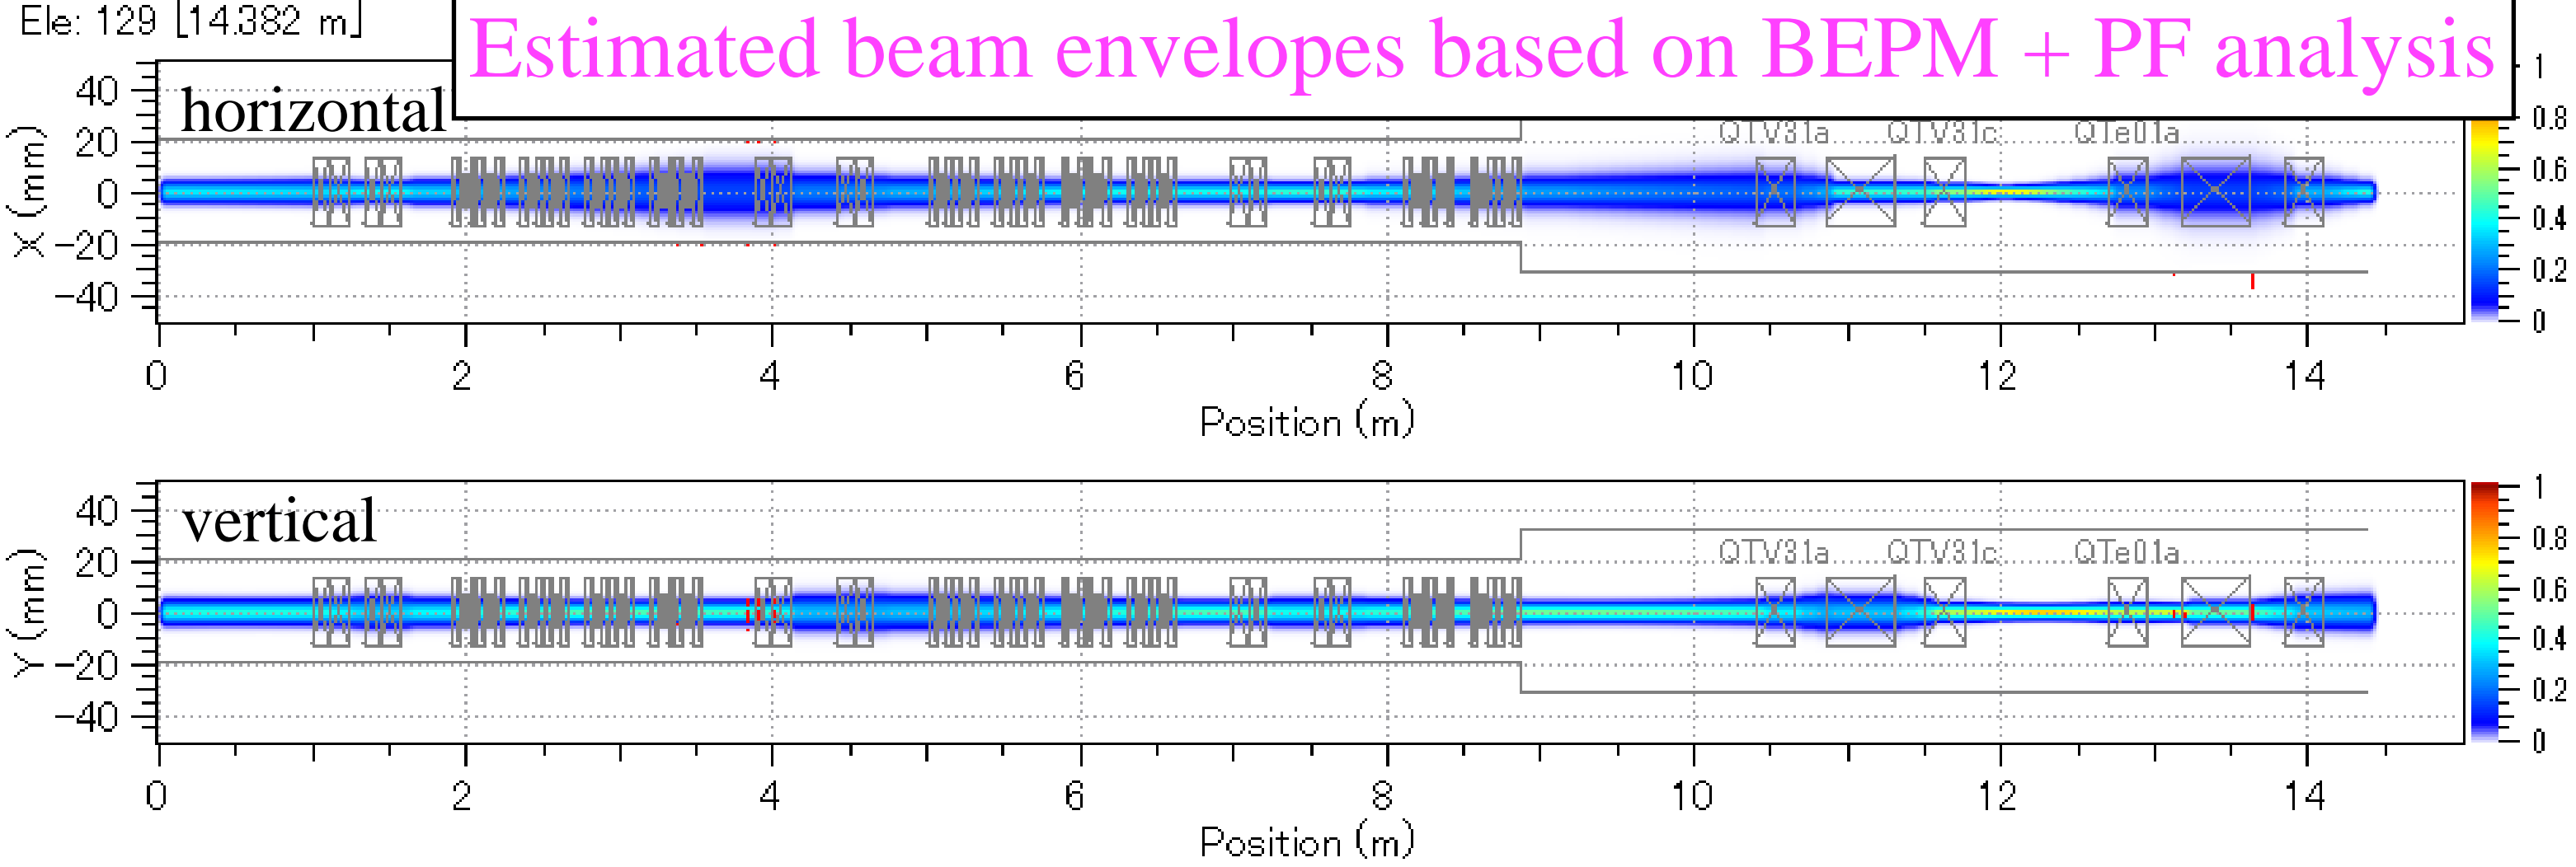 Ele: 129 [14.382 m]
Estimated beam envelopes based on BEPM + PF analysis
horizontal
X (mm)
40
20
0
−20
−40
QTV31a QTV31c QTe01a
1
0.8
0.6
0.4
0.2
0
0 2 4 6 8 10 12 14
Position (m)
vertical
Y (mm)
40
20
0
−20
−40
QTV31a QTV31c QTe01a
1
0.8
0.6
0.4
0.2
0
0 2 4 6 8 10 12 14
Position (m)